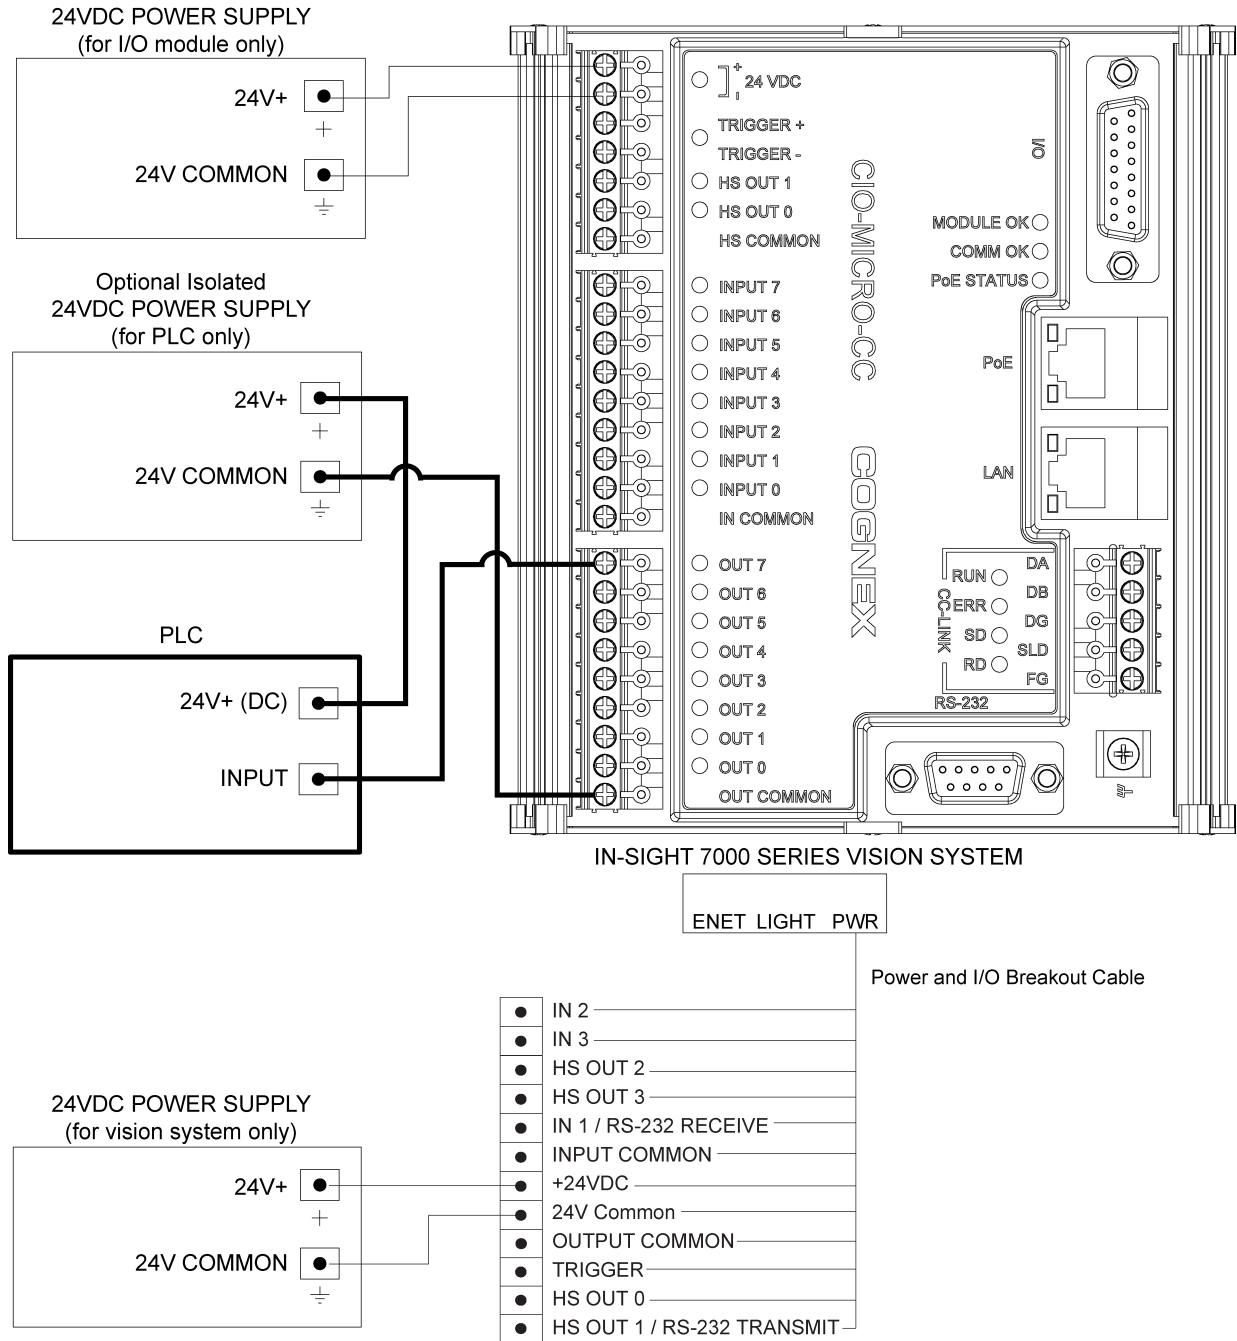 24VDC POWER SUPPLY
(for I/O module only)
24V+
+
24V COMMON
Optional Isolated
24VDC POWER SUPPLY
(for PLC only)
24V+
+
24V COMMON
PLC
24V+ (DC)
INPUT
+
-
24 VDC
TRIGGER +
TRIGGER -
HS OUT 1
HS OUT 0
HS COMMON
INPUT 7
INPUT 6
INPUT 5
INPUT 4
INPUT 3
INPUT 2
INPUT 1
INPUT 0
IN COMMON
OUT 7
OUT 6
OUT 5
OUT 4
OUT 3
OUT 2
OUT 1
OUT 0
OUT COMMON
CIO-MICRO-CC
COGNEX
I/O
MODULE OK
COMM OK
PoE STATUS
PoE
LAN
RUN
ERR
SD
RD
CC-LINK
DA
DB
DG
SLD
FG
RS-232
IN-SIGHT 7000 SERIES VISION SYSTEM
ENET LIGHT PWR
Power and I/O Breakout Cable
IN 2
IN 3
HS OUT 2
HS OUT 3
IN 1 / RS-232 RECEIVE
INPUT COMMON
+24VDC
24V Common
OUTPUT COMMON
TRIGGER
HS OUT 0
HS OUT 1 / RS-232 TRANSMIT
24VDC POWER SUPPLY
(for vision system only)
24V+
+
24V COMMON